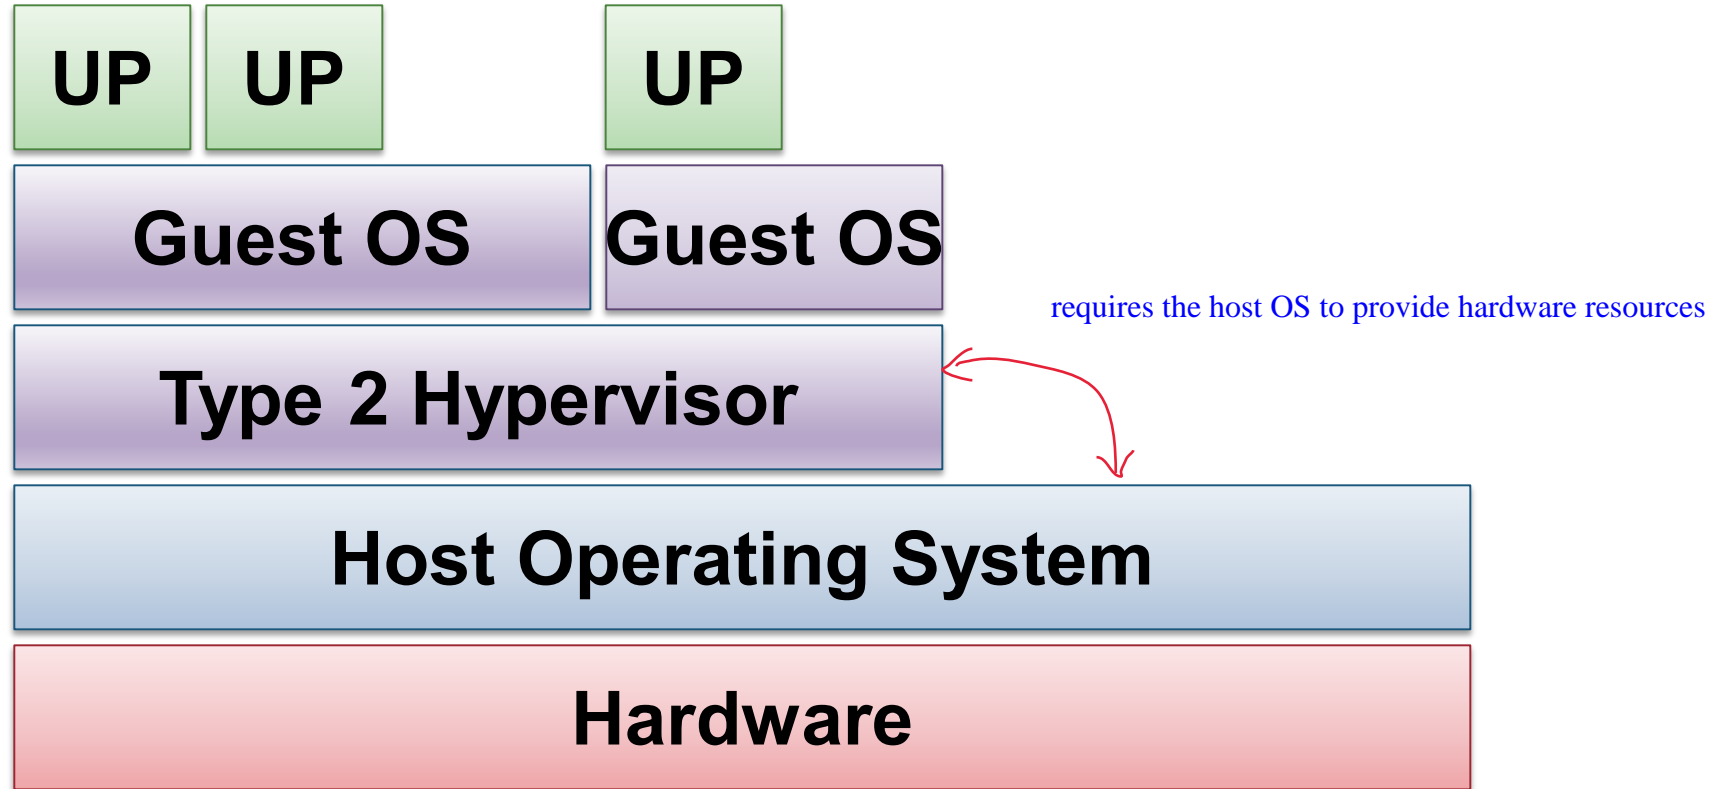 UP UP UP
Guest OS Guest OS
requires the host OS to provide hardware resources
Type 2 Hypervisor
Host Operating System
Hardware